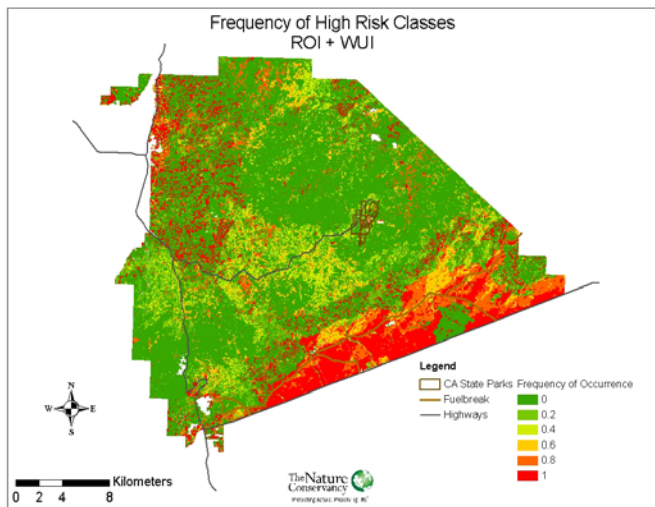 Frequency of High Risk Classes
ROI + WUI
Legend
CA State Parks
Fuelbreak
Highways
Frequency of Occurrence
0
0.2
0.4
0.6
0.8
1
N
W E
S
Kilometers
0 2 4 8
The Nature
Conservancy